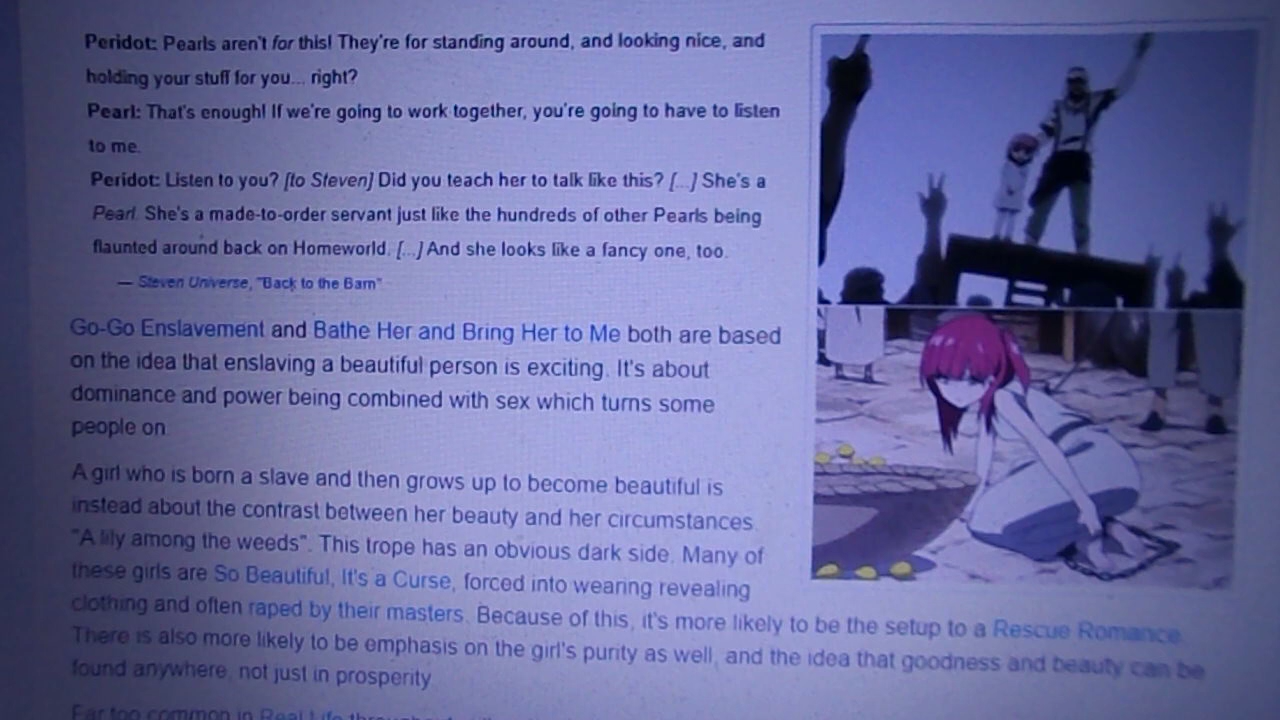 Peridot: Pearls aren't for this! They're for standing around, and looking nice, and
holding your stuff for you... right?
Pearl: That's enough! If we're going to work together, you're going to have to listen
to me.
Peridot: Listen to you? [to Steven] Did you teach her to talk like this? [...] She's a
Pearl. She's a made-to-order servant just like the hundreds of other Pearls being
flaunted around back on Homeworld. [...] And she looks like a fancy one, too.
— Steven Universe, "Back to the Barn"
Go-Go Enslavement and Bathe Her and Bring Her to Me both are based
on the idea that enslaving a beautiful person is exciting. It's about
dominance and power being combined with sex which turns some
people on.
A girl who is born a slave and then grows up to become beautiful is
instead about the contrast between her beauty and her circumstances.
"A lily among the weeds". This trope has an obvious dark side. Many of
these girls are So Beautiful, It's a Curse, forced into wearing revealing
clothing and often raped by their masters. Because of this, it's more likely to be the setup to a Rescue Romance.
There is also more likely to be emphasis on the girl's purity as well, and the idea that goodness and beauty can be
found anywhere, not just in prosperity.
Far too common in Real Life